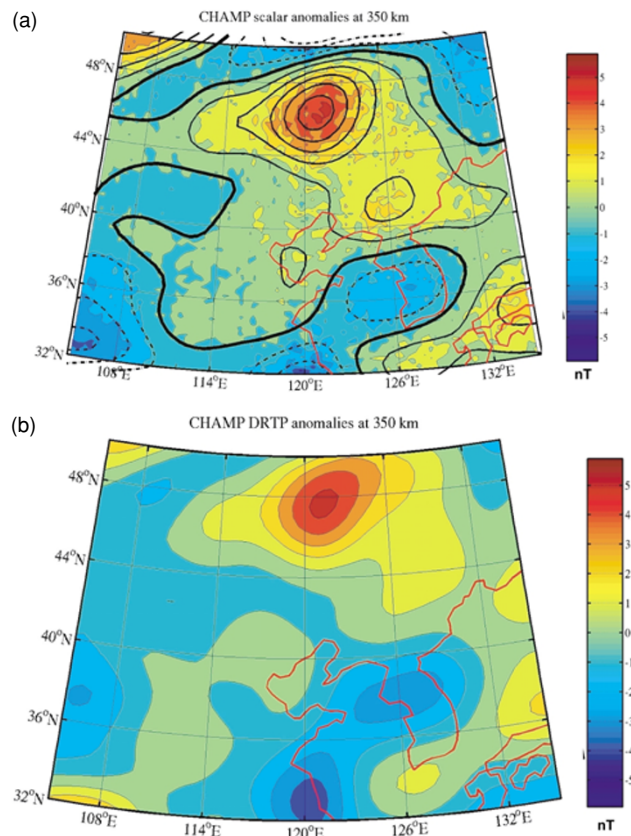 (a)
CHAMP scalar anomalies at 350 km
48°N
44°N
40°N
36°N
32°N
108°E
114°E
120°E
126°E
132°E
5
4
3
2
1
0
-1
-2
-3
-4
-5
nT
(b)
CHAMP DRTP anomalies at 350 km
48°N
44°N
40°N
36°N
32°N
108°E
114°E
120°E
126°E
132°E
5
4
3
2
1
0
-1
-2
-3
-4
-5
nT